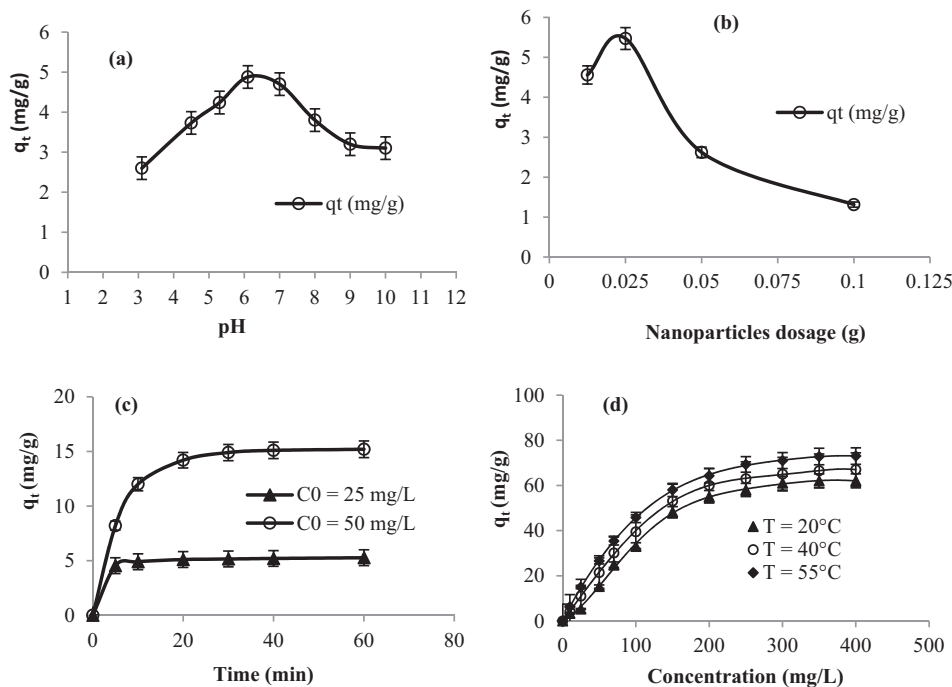 (a)
6
5
4
3
2
1
0
qt (mg/g)
qt (mg/g)
1 2 3 4 5 6 7 8 9 10 11 12
pH
(b)
6
5
4
3
2
1
0
qt (mg/g)
qt (mg/g)
0 0.025 0.05 0.075 0.1 0.125
Nanoparticles dosage (g)
(c)
20
15
10
5
0
qt (mg/g)
C0 = 25 mg/L
C0 = 50 mg/L
0 20 40 60 80
Time (min)
(d)
100
80
60
40
20
0
qt (mg/g)
T = 20°C
T = 40°C
T = 55°C
0 100 200 300 400 500
Concentration (mg/L)